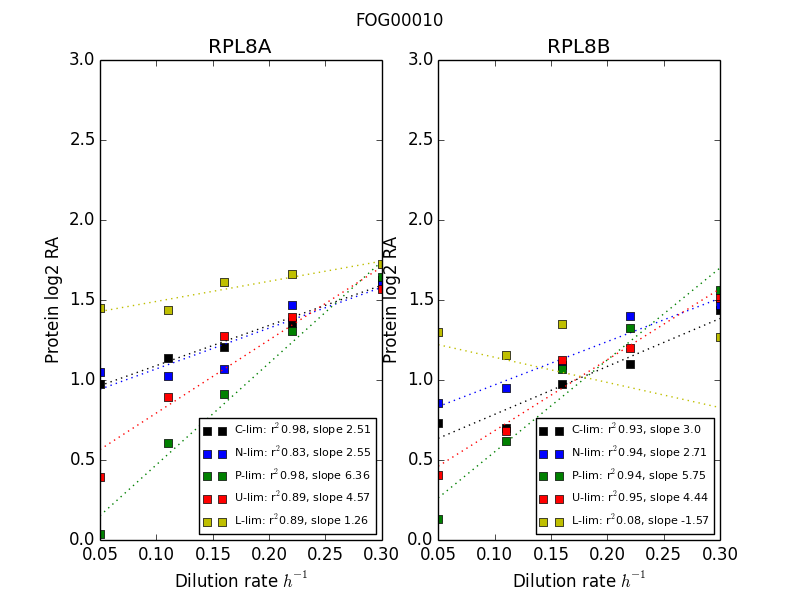 FOG00010
RPL8A
3.0
2.5
2.0
1.5
1.0
0.5
0.0
Protein log2 RA
0.05 0.10 0.15 0.20 0.25 0.30
Dilution rate h⁻¹
C-lim: r² 0.98, slope 2.51
N-lim: r² 0.83, slope 2.55
P-lim: r² 0.98, slope 6.36
U-lim: r² 0.89, slope 4.57
L-lim: r² 0.89, slope 1.26
RPL8B
3.0
2.5
2.0
1.5
1.0
0.5
0.0
Protein log2 RA
0.05 0.10 0.15 0.20 0.25 0.30
Dilution rate h⁻¹
C-lim: r² 0.93, slope 3.0
N-lim: r² 0.94, slope 2.71
P-lim: r² 0.94, slope 5.75
U-lim: r² 0.95, slope 4.44
L-lim: r² 0.08, slope -1.57